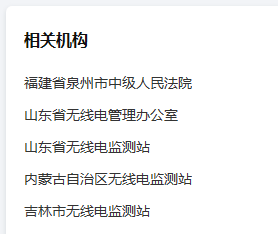 相关机构
福建省泉州市中级人民法院
山东省无线电管理办公室
山东省无线电监测站
内蒙古自治区无线电监测站
吉林市无线电监测站